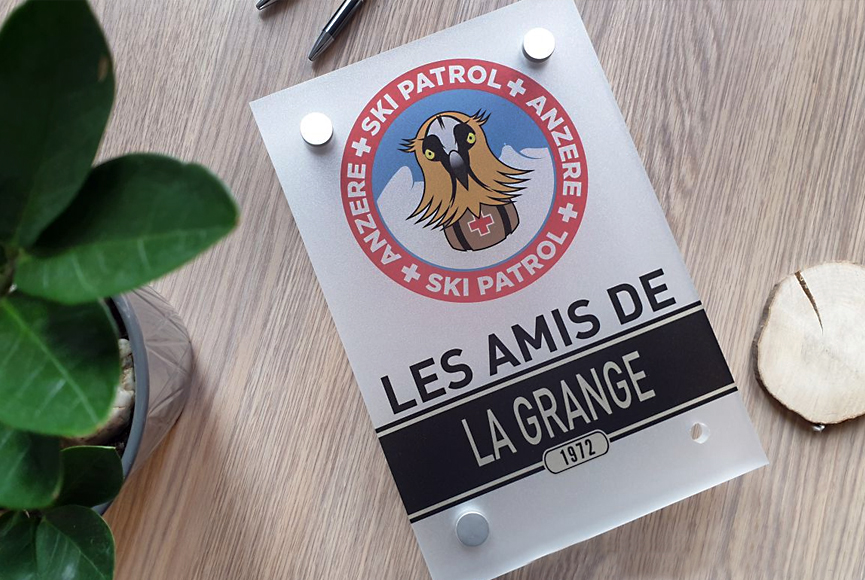 SKI PATROL + ANZERE + SKI PATROL + ANZERE +
LES AMIS DE
LA GRANGE
1972